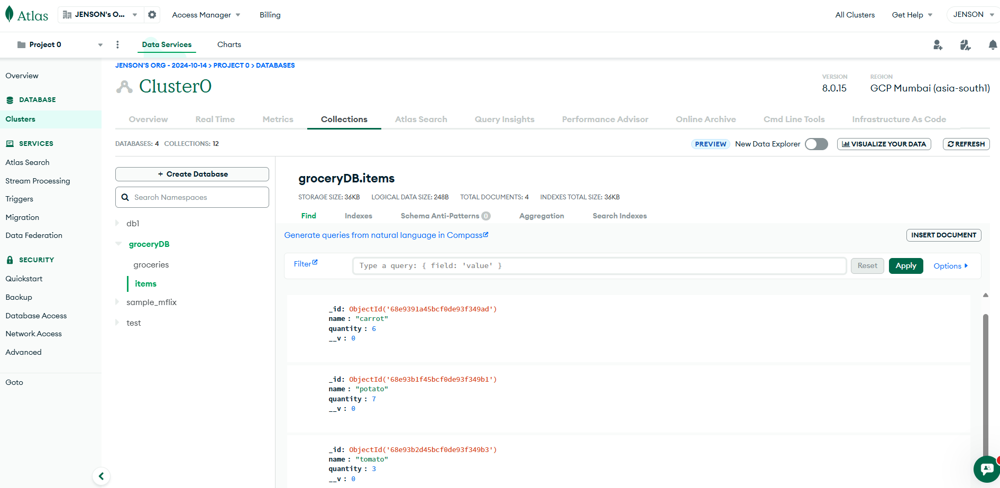 Atlas
JENSON's O...
Access Manager
Billing
All Clusters
Get Help
JENSON
Project 0
Data Services
Charts
Overview
DATABASE
Clusters
SERVICES
Atlas Search
Stream Processing
Triggers
Migration
Data Federation
SECURITY
Quickstart
Backup
Database Access
Network Access
Advanced
Goto
JENSON'S ORG - 2024-10-14 > PROJECT 0 > DATABASES
Cluster0
VERSION
8.0.15
REGION
GCP Mumbai (asia-south1)
Overview
Real Time
Metrics
Collections
Atlas Search
Query Insights
Performance Advisor
Online Archive
Cmd Line Tools
Infrastructure As Code
DATABASES: 4 COLLECTIONS: 12
PREVIEW
New Data Explorer
VISUALIZE YOUR DATA
REFRESH
+ Create Database
Search Namespaces
db1
groceryDB
groceries
items
sample_mflix
test
groceryDB.items
STORAGE SIZE: 36KB LOGICAL DATA SIZE: 248B TOTAL DOCUMENTS: 4 INDEXES TOTAL SIZE: 36KB
Find
Indexes
Schema Anti-Patterns 0
Aggregation
Search Indexes
Generate queries from natural language in Compass
INSERT DOCUMENT
Filter
Type a query: { field: 'value' }
Reset
Apply
Options
_id: ObjectId('68e9391a45bcf0de93f349ad')
name : "carrot"
quantity : 6
__v : 0
_id: ObjectId('68e93b1f45bcf0de93f349b1')
name : "potato"
quantity : 7
__v : 0
_id: ObjectId('68e93b2d45bcf0de93f349b3')
name : "tomato"
quantity : 3
__v : 0